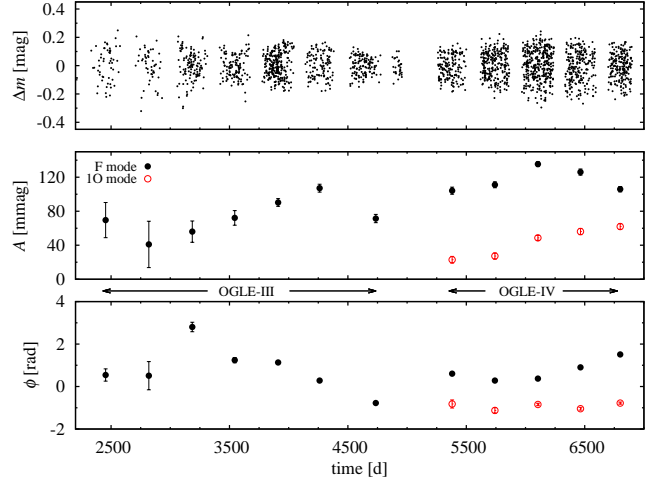 0.4
0.2
0
-0.2
-0.4
Δm [mag]
F mode
1O mode
120
80
40
0
A [mmag]
OGLE-III
OGLE-IV
4
2
0
-2
ϕ [rad]
2500
3500
4500
5500
6500
time [d]